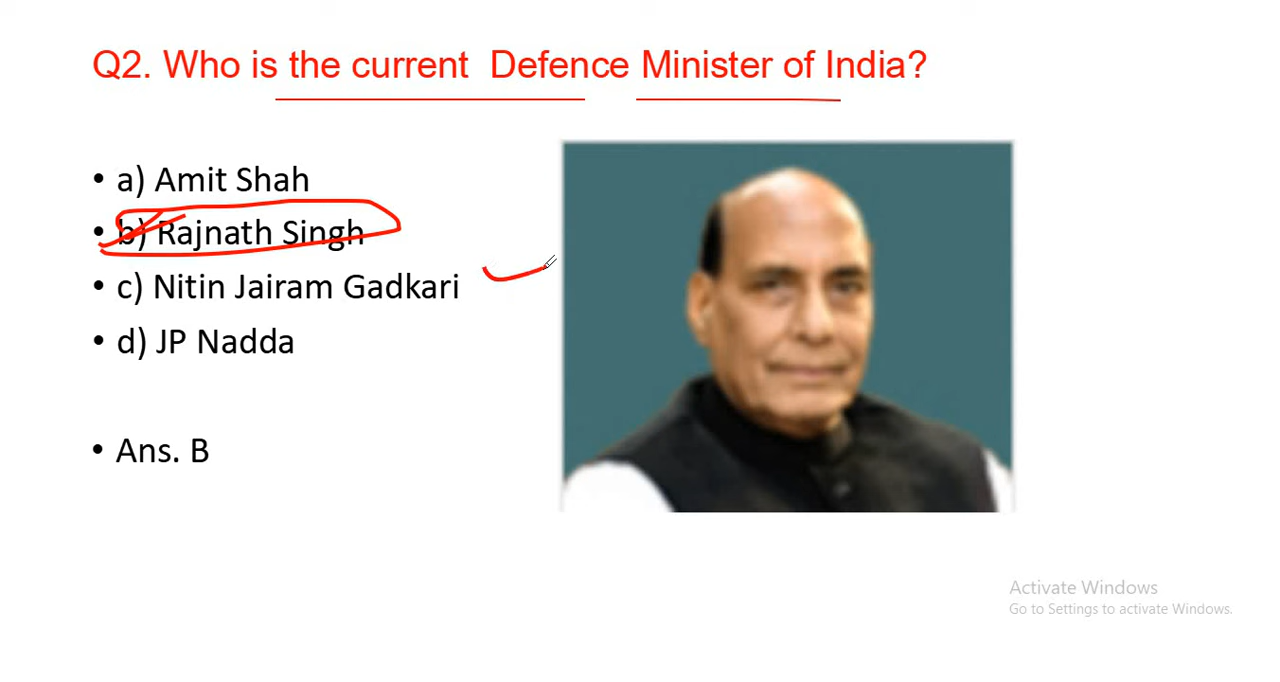 Q2. Who is the current  Defence Minister of India?
• a) Amit Shah
• b) Rajnath Singh
• c) Nitin Jairam Gadkari
• d) JP Nadda
• Ans. B
Activate Windows
Go to Settings to activate Windows.